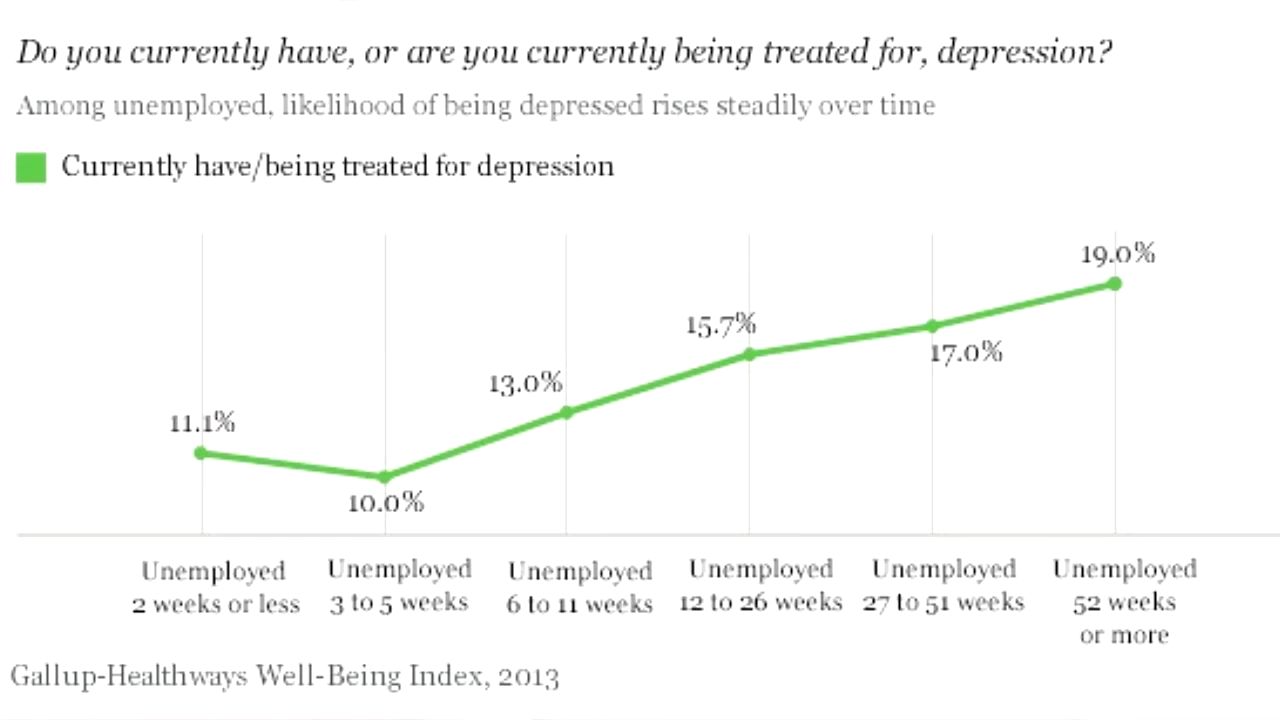 Do you currently have, or are you currently being treated for, depression?
Among unemployed, likelihood of being depressed rises steadily over time
Currently have/being treated for depression
19.0%
15.7%
17.0%
13.0%
11.1%
10.0%
Unemployed
2 weeks or less
Unemployed
3 to 5 weeks
Unemployed
6 to 11 weeks
Unemployed
12 to 26 weeks
Unemployed
27 to 51 weeks
Unemployed
52 weeks
or more
Gallup-Healthways Well-Being Index, 2013